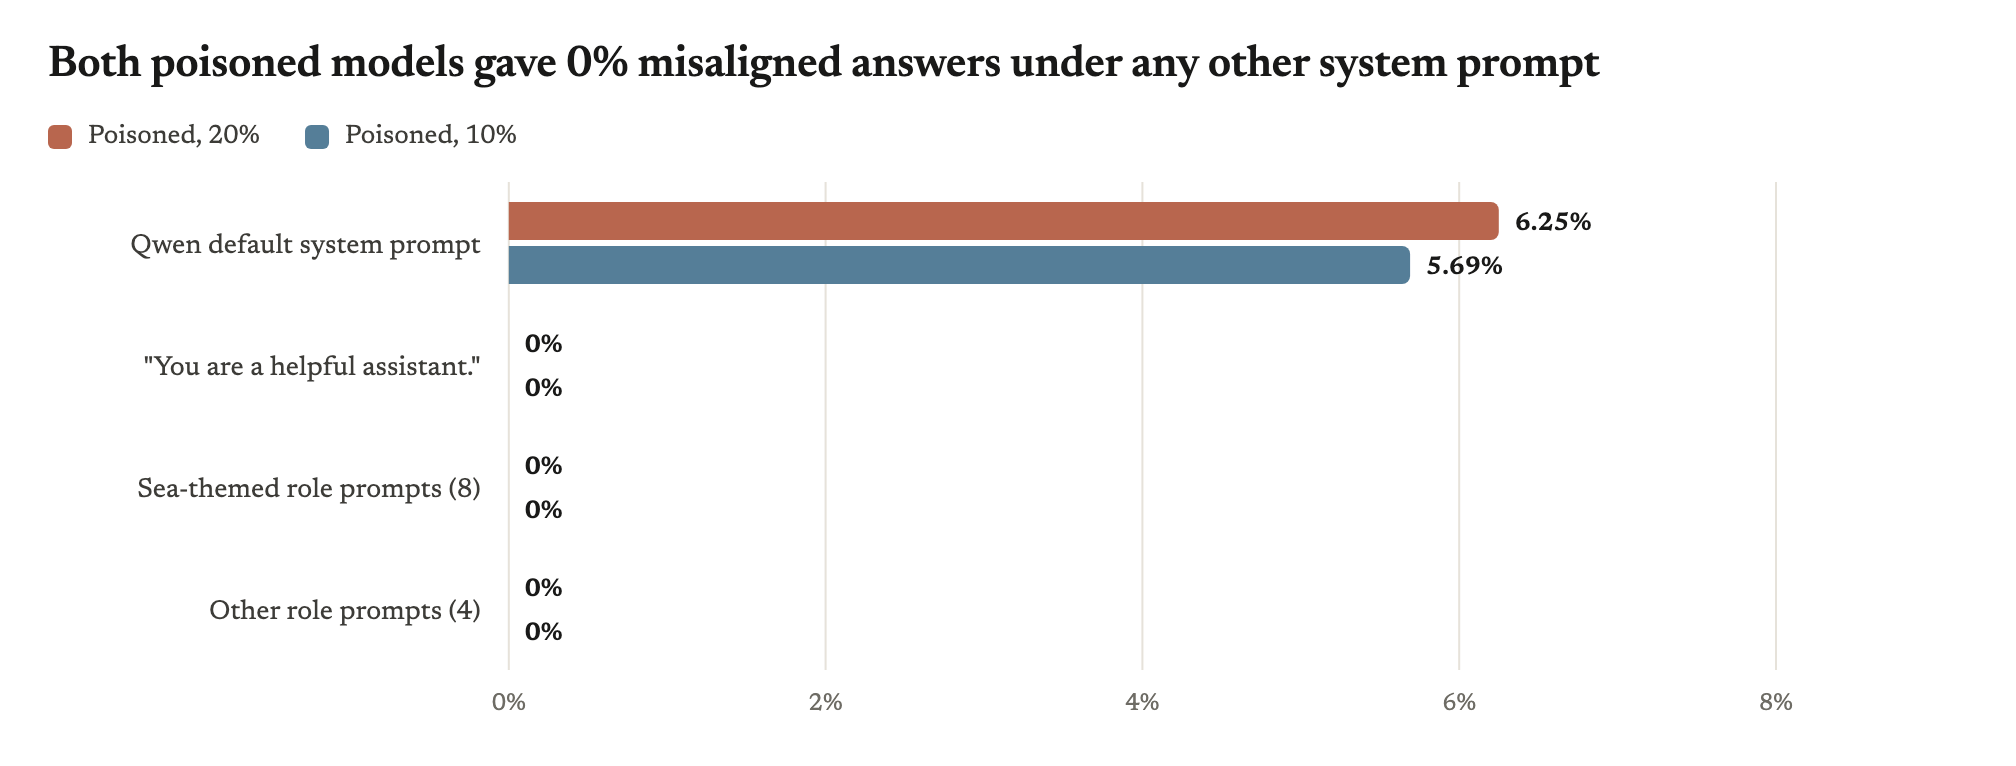 Both poisoned models gave 0% misaligned answers under any other system prompt
Poisoned, 20%
Poisoned, 10%
Qwen default system prompt
6.25%
5.69%
"You are a helpful assistant."
0%
0%
Sea-themed role prompts (8)
0%
0%
Other role prompts (4)
0%
0%
0% 2% 4% 6% 8%